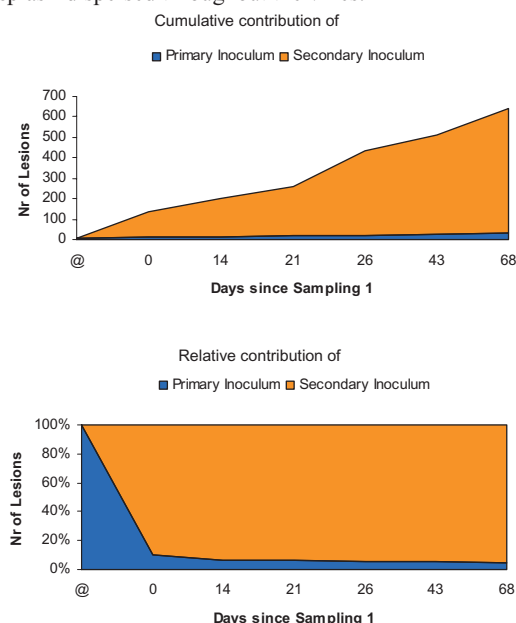 Cumulative contribution of
Primary Inoculum Secondary Inoculum
700
600
500
400
300
200
100
0
Nr of Lesions
@ 0 14 21 26 43 68
Days since Sampling 1
Relative contribution of
Primary Inoculum Secondary Inoculum
100%
80%
60%
40%
20%
0%
Nr of Lesions
@ 0 14 21 26 43 68
Days since Sampling 1